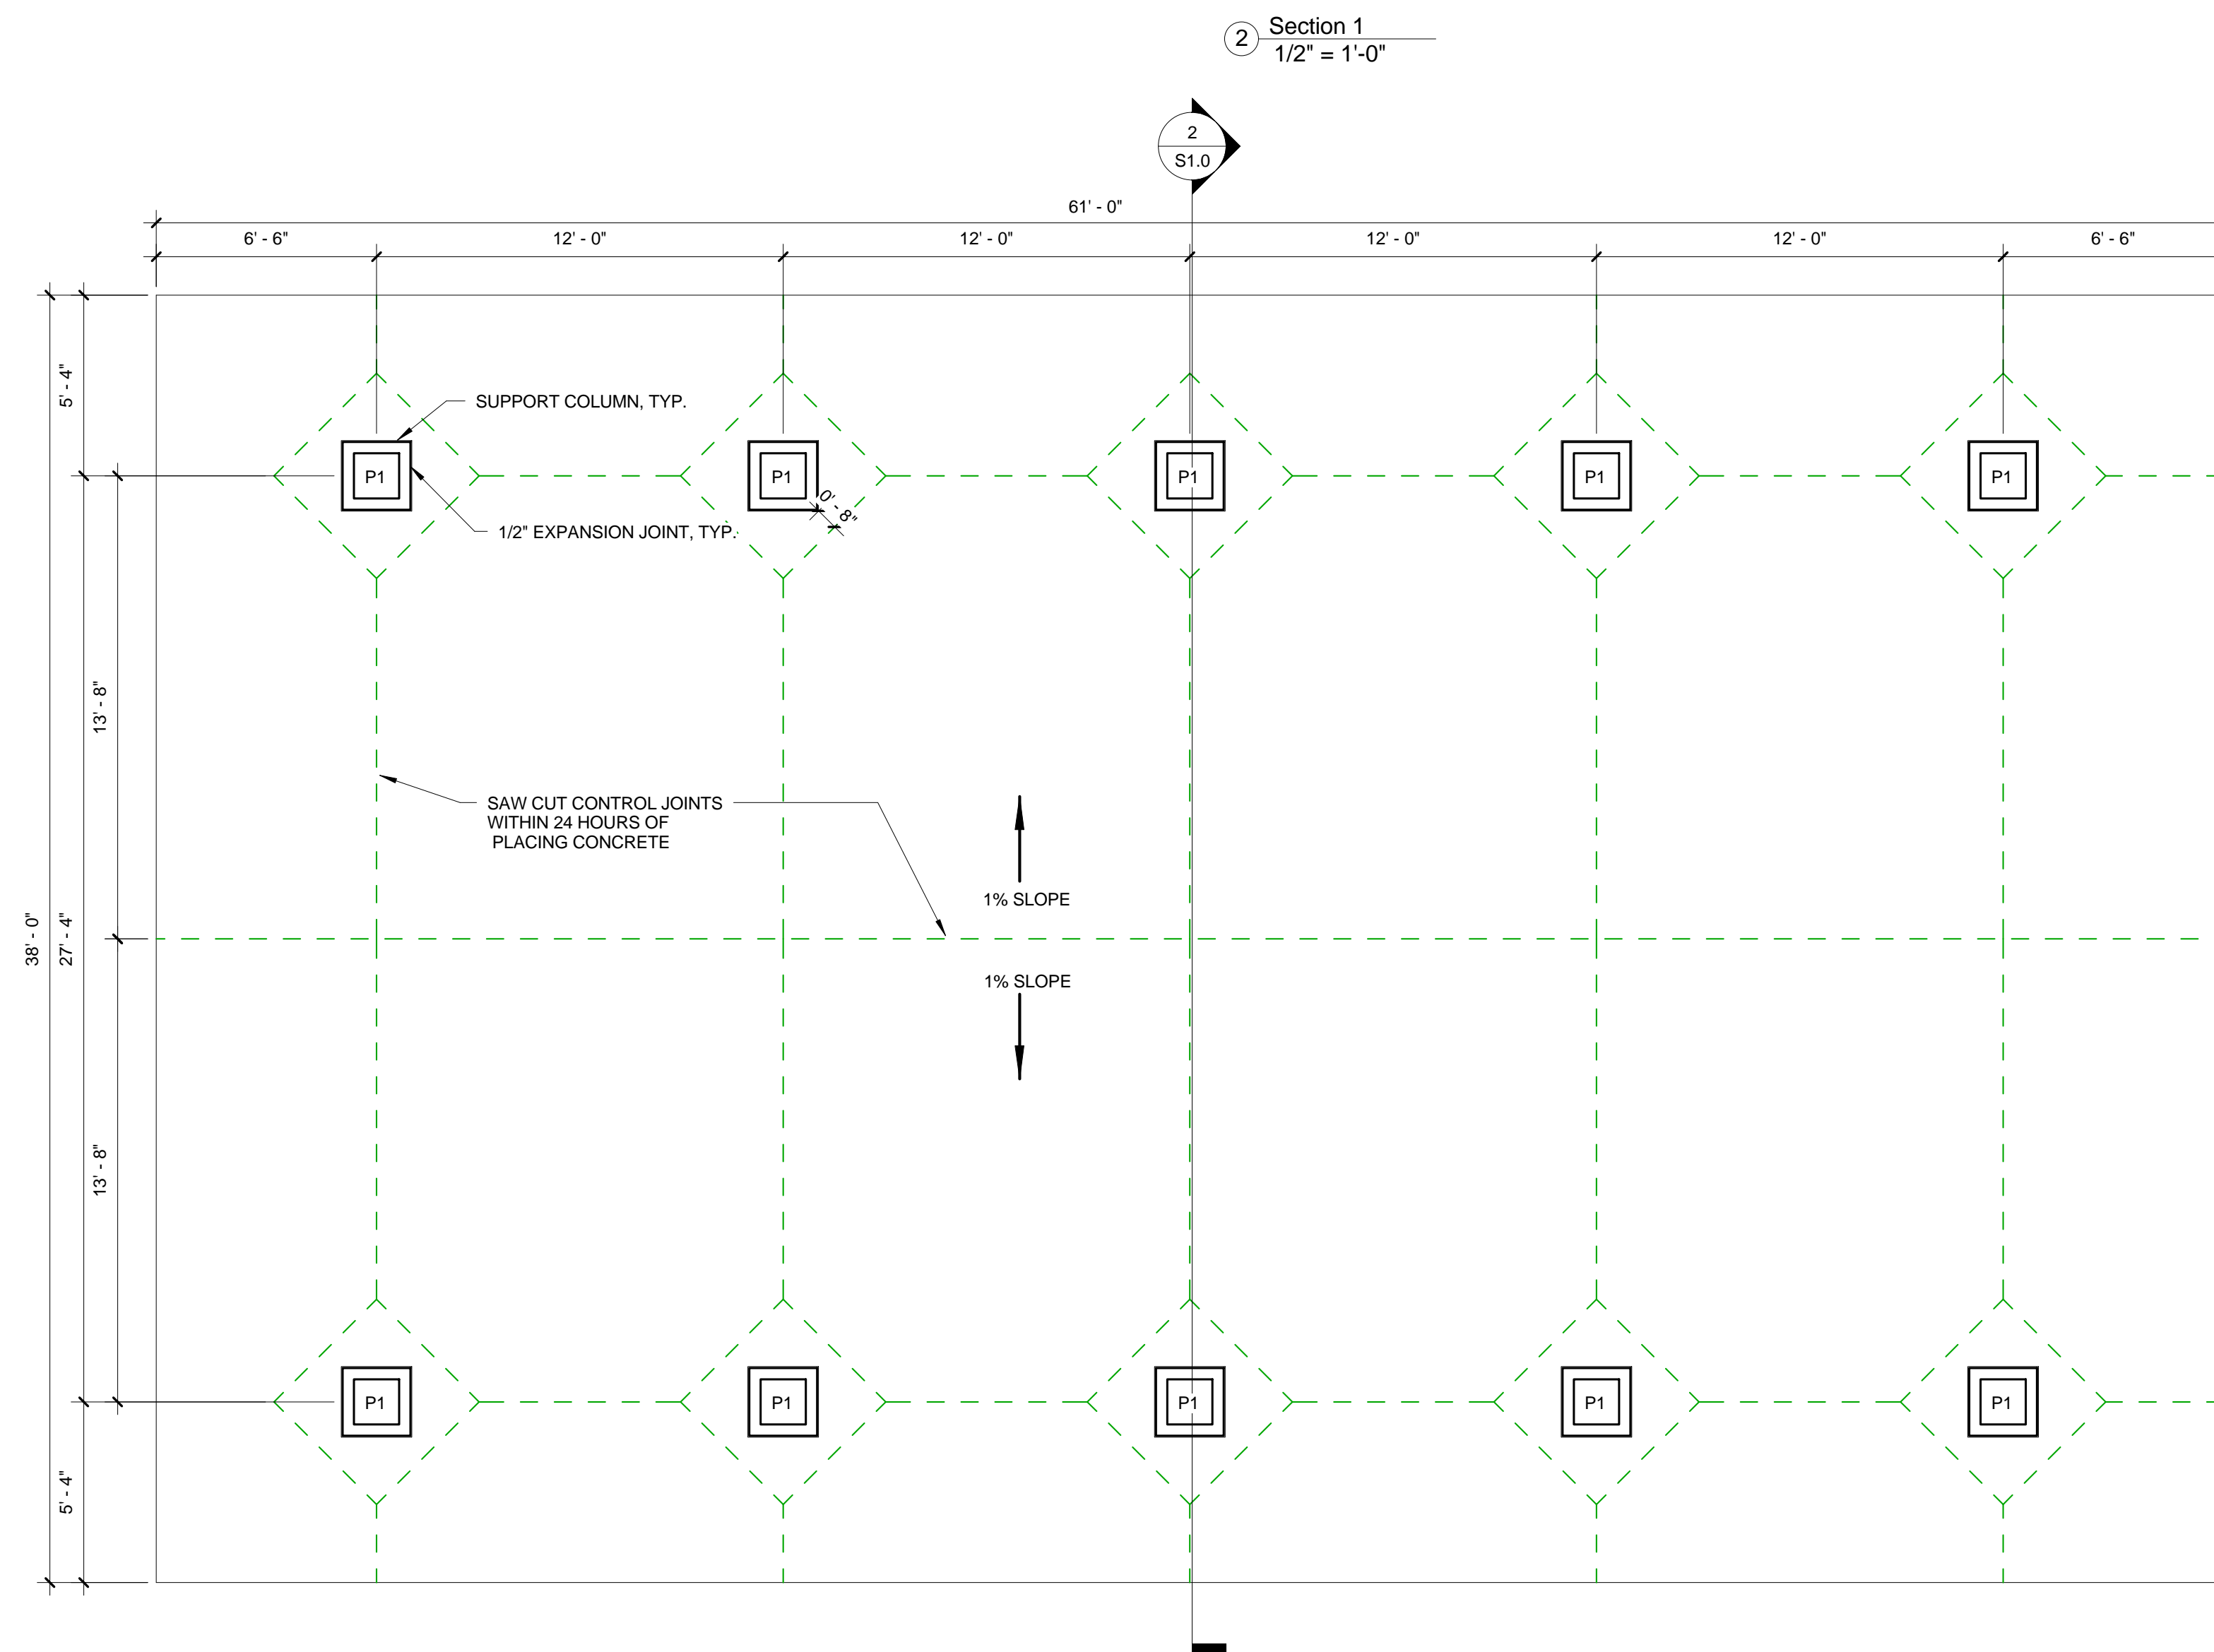 2 Section 1
1/2" = 1'-0"
2
S1.0
61' - 0"
6' - 6" 12' - 0" 12' - 0" 12' - 0" 12' - 0" 6' - 6"
5' - 4"
SUPPORT COLUMN, TYP.
P1 P1 P1 P1 P1
0' - 8"
1/2" EXPANSION JOINT, TYP.
13' - 8"
SAW CUT CONTROL JOINTS
WITHIN 24 HOURS OF
PLACING CONCRETE
1% SLOPE
38' - 0"
27' - 4"
1% SLOPE
13' - 8"
P1 P1 P1 P1 P1
5' - 4"